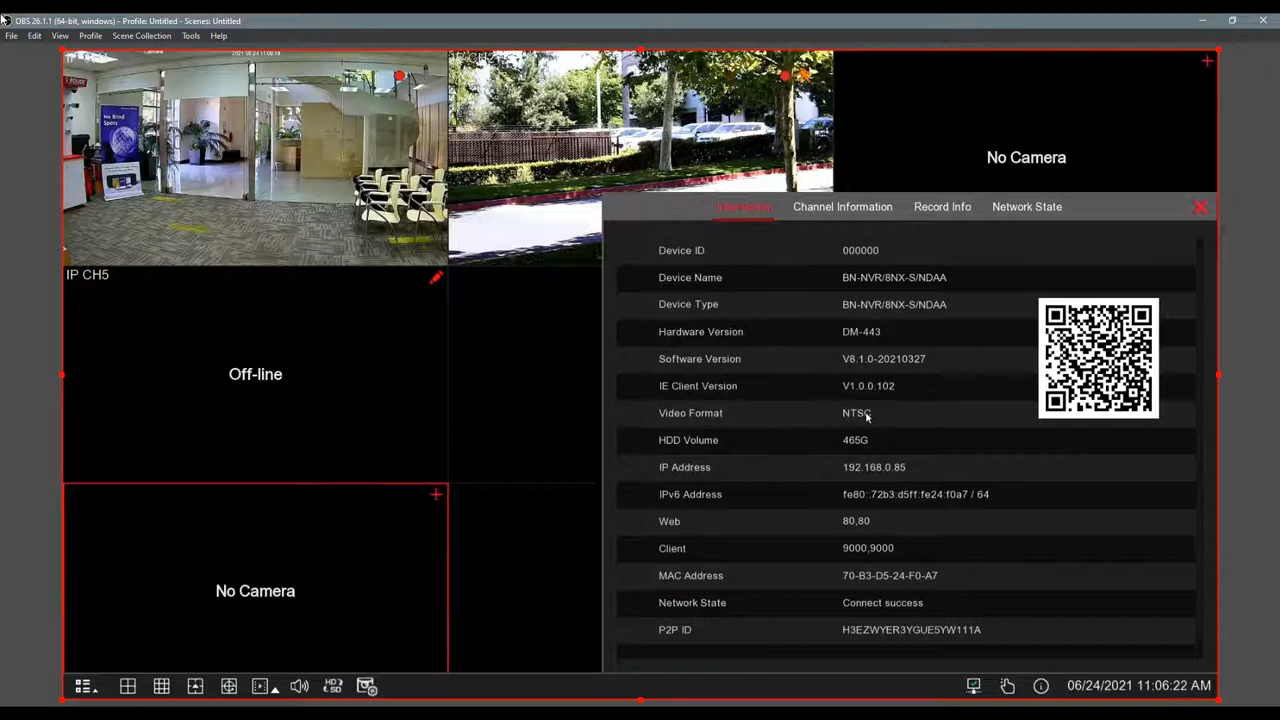 OBS 26.1.1 (64-bit, windows) - Profile: Untitled - Scenes: Untitled
File Edit View Profile Scene Collection Tools Help
No Blind
Spots
No Camera
Information Channel Information Record Info Network State
IP CH5
Off-line
No Camera
Device ID 000000
Device Name BN-NVR/8NX-S/NDAA
Device Type BN-NVR/8NX-S/NDAA
Hardware Version DM-443
Software Version V8.1.0-20210327
IE Client Version V1.0.0.102
Video Format NTSC
HDD Volume 465G
IP Address 192.168.0.85
IPv6 Address fe80::72b3:d5ff:fe24:f0a7 / 64
Web 80,80
Client 9000,9000
MAC Address 70-B3-D5-24-F0-A7
Network State Connect success
P2P ID H3EZWYER3YGUE5YW111A
HD SD
06/24/2021 11:06:22 AM